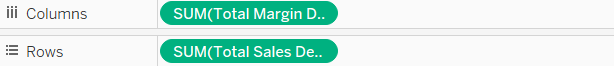 Columns SUM(Total Margin D..
Rows SUM(Total Sales De..